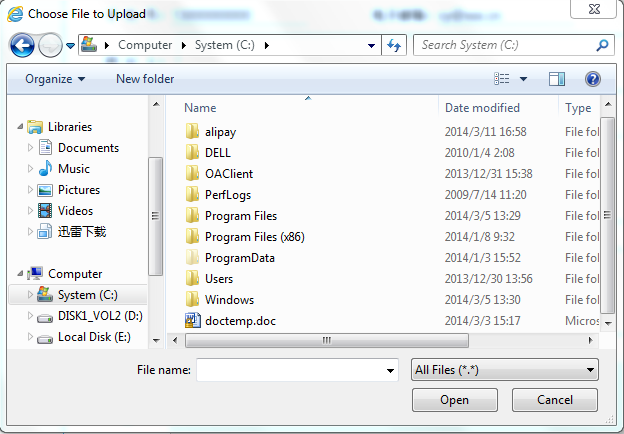 Choose File to Upload
Computer System (C:) Search System (C:)
Organize New folder
Name Date modified Type
Libraries
Documents
Music
Pictures
Videos
迅雷下载
Computer
System (C:)
DISK1_VOL2 (D:)
Local Disk (E:)
alipay 2014/3/11 16:58 File fol
DELL 2010/1/4 2:08 File fol
OAClient 2013/12/31 15:38 File fol
PerfLogs 2009/7/14 11:20 File fol
Program Files 2014/3/5 13:29 File fol
Program Files (x86) 2014/1/8 9:32 File fol
ProgramData 2014/1/3 15:52 File fol
Users 2013/12/30 13:56 File fol
Windows 2014/3/5 13:30 File fol
doctemp.doc 2014/3/3 15:17 Micros
File name: All Files (*.*)
Open Cancel